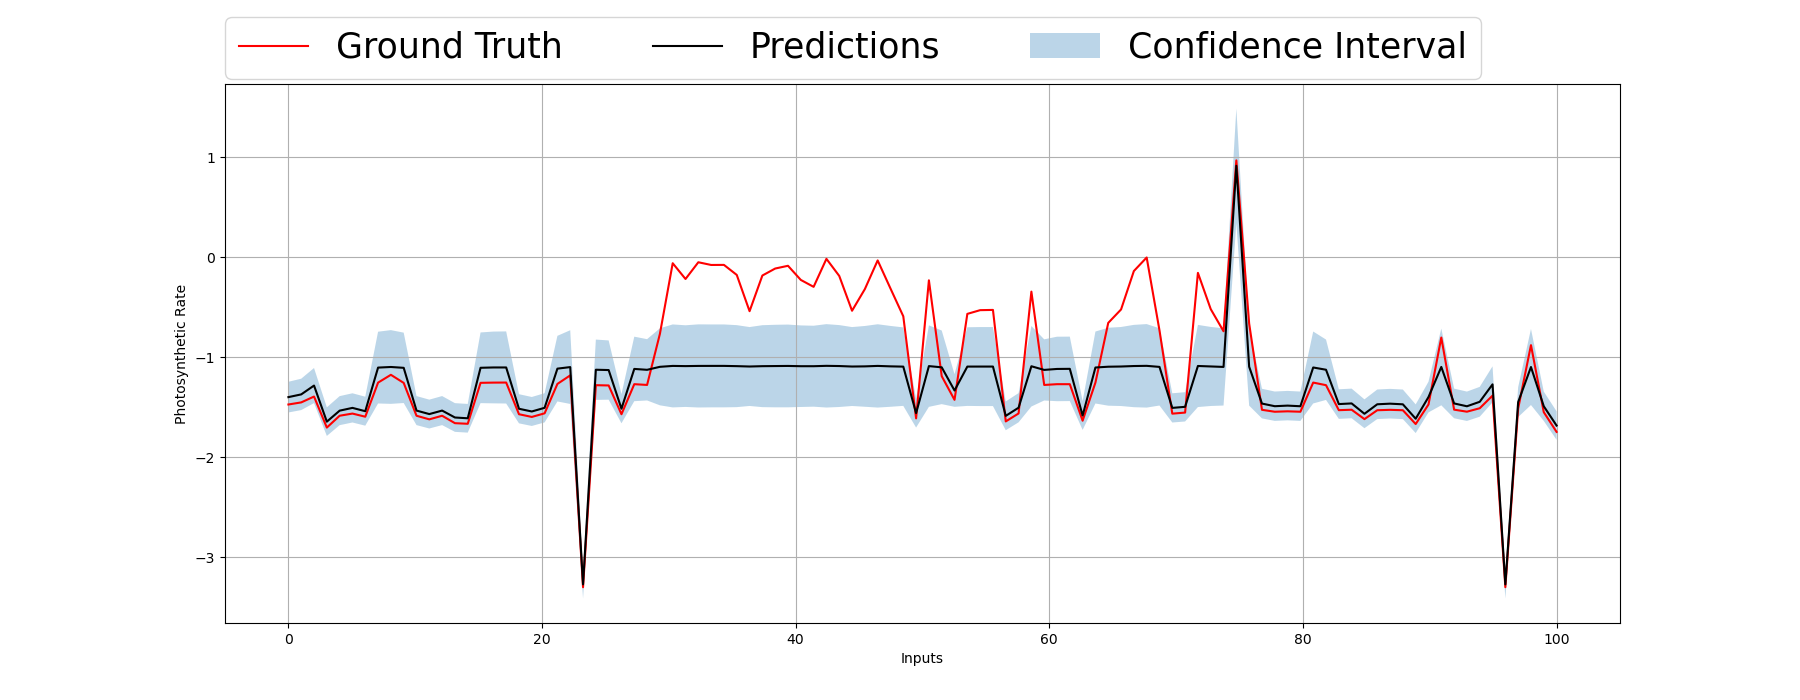 Ground Truth Predictions Confidence Interval
1
0
−1
−2
−3
Photosynthetic Rate
0 20 40 60 80 100
Inputs